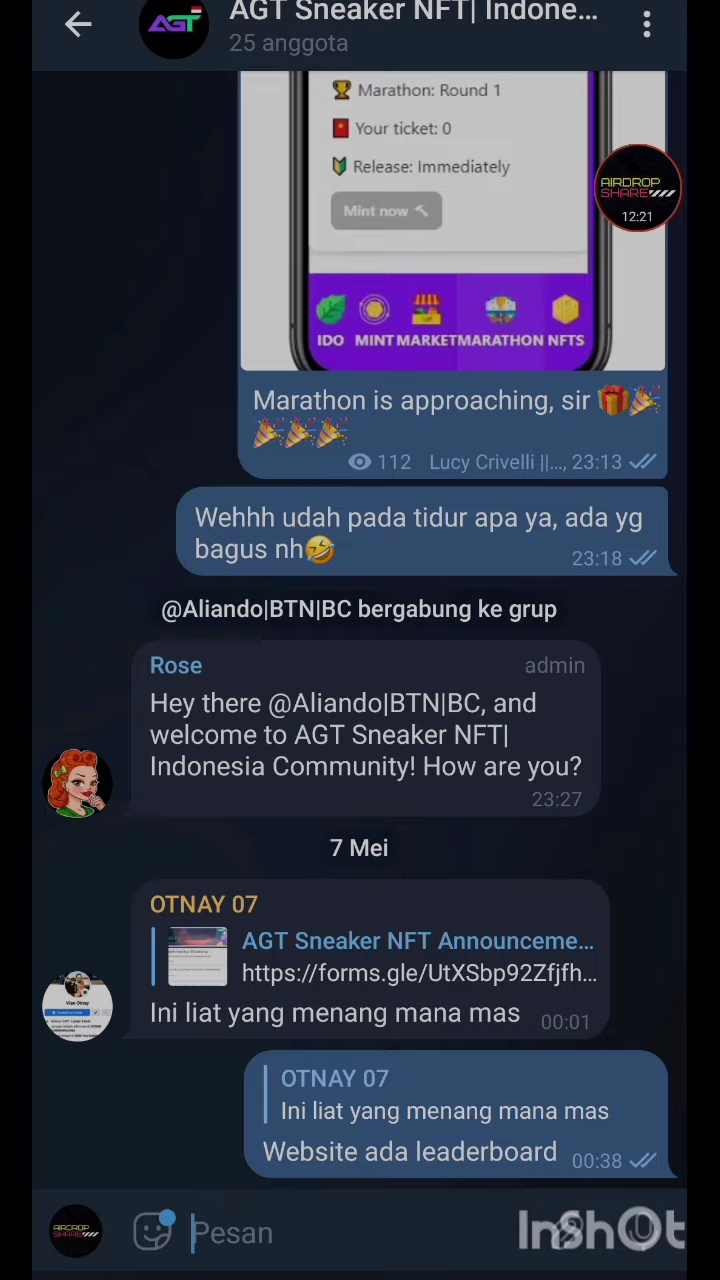 AGT Sneaker NFT| Indone...
AGT
25 anggota
Marathon: Round 1
Your ticket: 0
Release: Immediately
Mint now
AIRDROP
SHARE
12:21
IDO MINT MARKET MARATHON NFTS
Marathon is approaching, sir 🎁🎉
🎉🎉🎉
112 Lucy Crivelli ||..., 23:13
Wehhh udah pada tidur apa ya, ada yg
bagus nh🤣
23:18
@Aliando|BTN|BC bergabung ke grup
Rose admin
Hey there @Aliando|BTN|BC, and
welcome to AGT Sneaker NFT|
Indonesia Community! How are you?
23:27
7 Mei
OTNAY 07
AGT Sneaker NFT Announceme...
https://forms.gle/UtXSbp92Zfjfh...
Ini liat yang menang mana mas 00:01
OTNAY 07
Ini liat yang menang mana mas
Website ada leaderboard 00:38
AIRDROP
SHARE
Pesan
InShOt